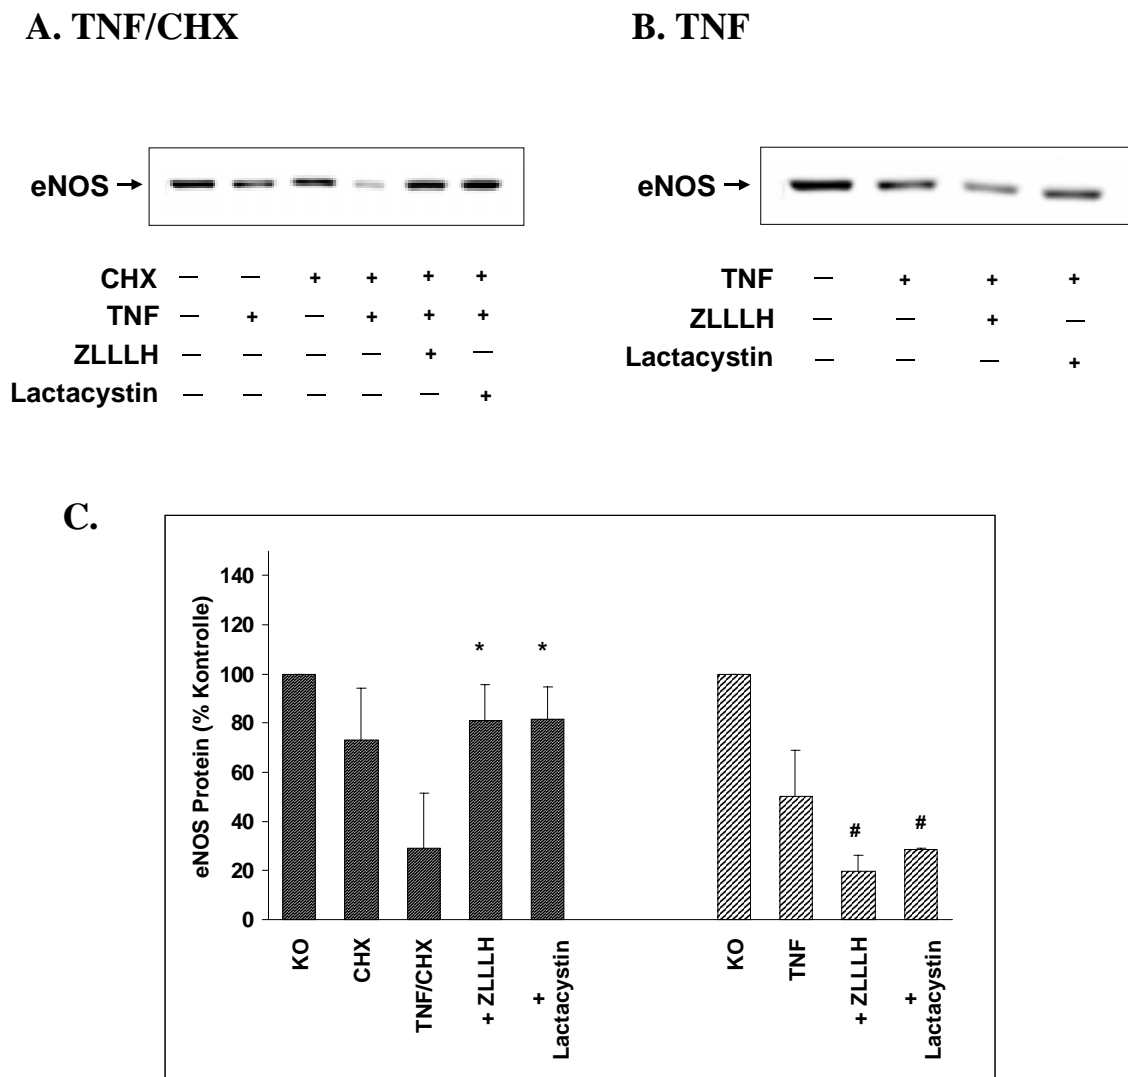 A. TNF/CHX
eNOS
CHX — — + + + +
TNF — + — + + +
ZLLLH — — — — + —
Lactacystin — — — — — +
B. TNF
eNOS
TNF — + + +
ZLLLH — — + —
Lactacystin — — — +
C.
eNOS Protein (% Kontrolle)
140
120
100
80
60
40
20
0
* *
# #
KO
CHX
TNF/CHX
+ ZLLLH
+
Lactacystin
KO
TNF
+ ZLLLH
+
Lactacystin